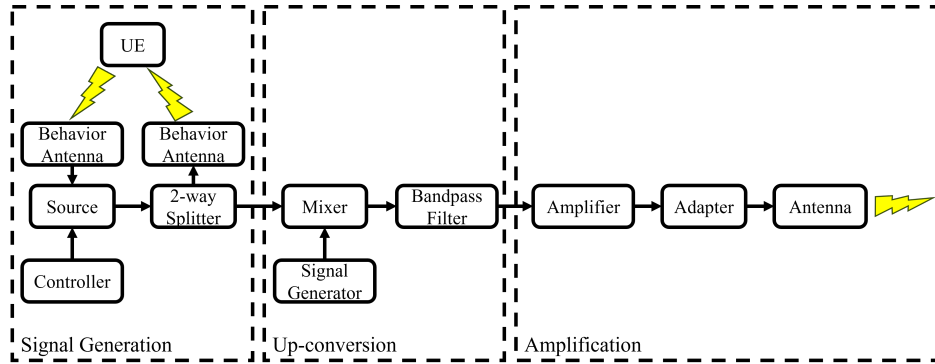 UE
Behavior
Antenna
Behavior
Antenna
Source
2-way
Splitter
Mixer
Bandpass
Filter
Amplifier
Adapter
Antenna
Controller
Signal
Generator
Signal Generation
Up-conversion
Amplification